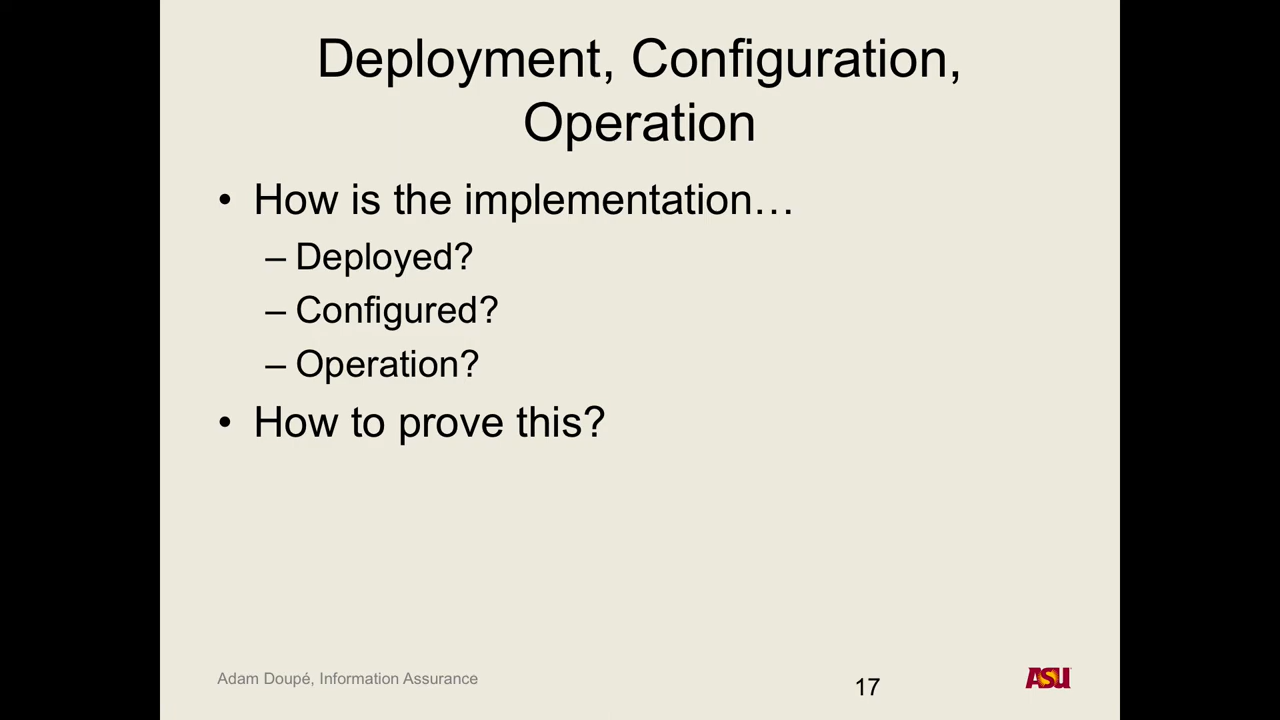 Deployment, Configuration,
Operation
• How is the implementation…
– Deployed?
– Configured?
– Operation?
• How to prove this?
Adam Doupé, Information Assurance
17
ASU